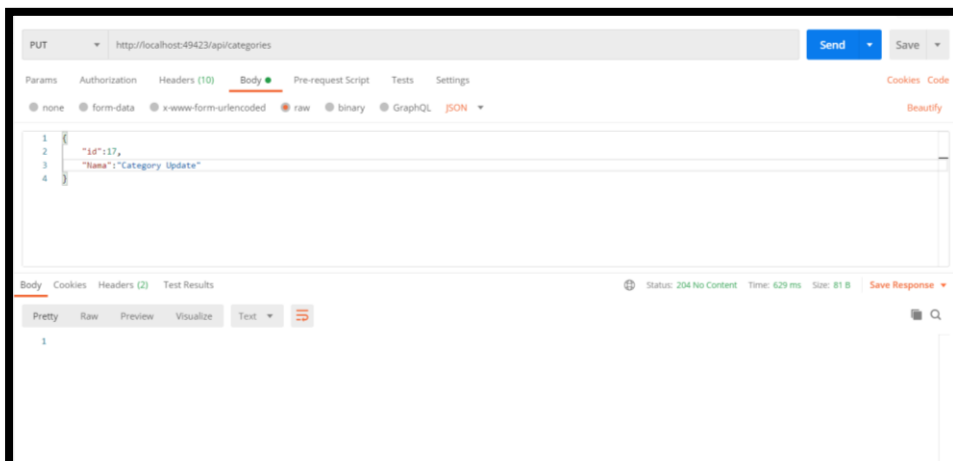 PUT http://localhost:49423/api/categories Send Save
Params Authorization Headers (10) Body Pre-request Script Tests Settings Cookies Code
none form-data x-www-form-urlencoded raw binary GraphQL JSON Beautify
1 {
2 "id":17,
3 "Nama":"Category Update"
4 }
Body Cookies Headers (2) Test Results Status: 204 No Content Time: 629 ms Size: 81 B Save Response
Pretty Raw Preview Visualize Text
1